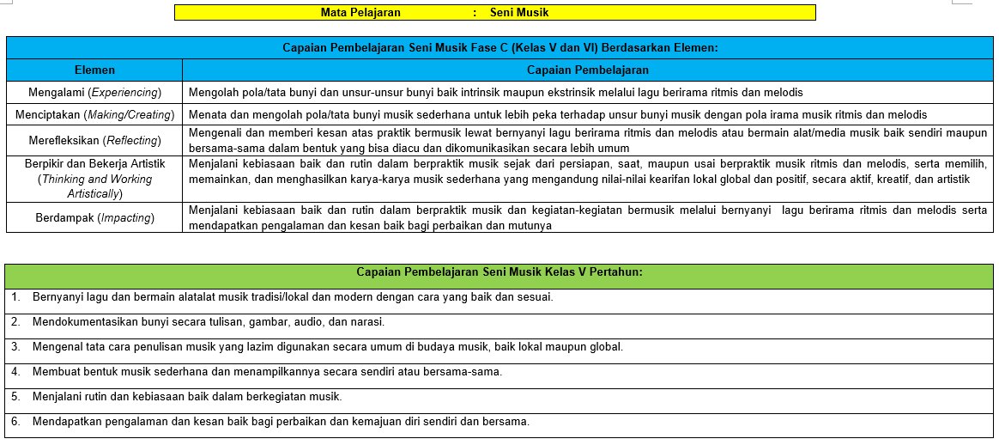 Mata Pelajaran : Seni Musik
Capaian Pembelajaran Seni Musik Fase C (Kelas V dan VI) Berdasarkan Elemen:
Elemen Capaian Pembelajaran
Mengalami (Experiencing) Mengolah pola/tata bunyi dan unsur-unsur bunyi baik intrinsik maupun ekstrinsik melalui lagu berirama ritmis dan melodis
Menciptakan (Making/Creating) Menata dan mengolah pola/tata bunyi musik sederhana untuk lebih peka terhadap unsur bunyi musik dengan pola irama musik ritmis dan melodis
Merefleksikan (Reflecting)
Mengenali dan memberi kesan atas praktik bermusik lewat bernyanyi lagu berirama ritmis dan melodis atau bermain alat/media musik baik sendiri maupun
bersama-sama dalam bentuk yang bisa diacu dan dikomunikasikan secara lebih umum
Berpikir dan Bekerja Artistik
(Thinking and Working
Artistically)
Menjalani kebiasaan baik dan rutin dalam berpraktik musik sejak dari persiapan, saat, maupun usai berpraktik musik ritmis dan melodis, serta memilih,
memainkan, dan menghasilkan karya-karya musik sederhana yang mengandung nilai-nilai kearifan lokal global dan positif, secara aktif, kreatif, dan artistik
Berdampak (Impacting)
Menjalani kebiasaan baik dan rutin dalam berpraktik musik dan kegiatan-kegiatan bermusik melalui bernyanyi lagu berirama ritmis dan melodis serta
mendapatkan pengalaman dan kesan baik bagi perbaikan dan mutunya
Capaian Pembelajaran Seni Musik Kelas V Pertahun:
1. Bernyanyi lagu dan bermain alatalat musik tradisi/lokal dan modern dengan cara yang baik dan sesuai.
2. Mendokumentasikan bunyi secara tulisan, gambar, audio, dan narasi.
3. Mengenal tata cara penulisan musik yang lazim digunakan secara umum di budaya musik, baik lokal maupun global.
4. Membuat bentuk musik sederhana dan menampilkannya secara sendiri atau bersama-sama.
5. Menjalani rutin dan kebiasaan baik dalam berkegiatan musik.
6. Mendapatkan pengalaman dan kesan baik bagi perbaikan dan kemajuan diri sendiri dan bersama.